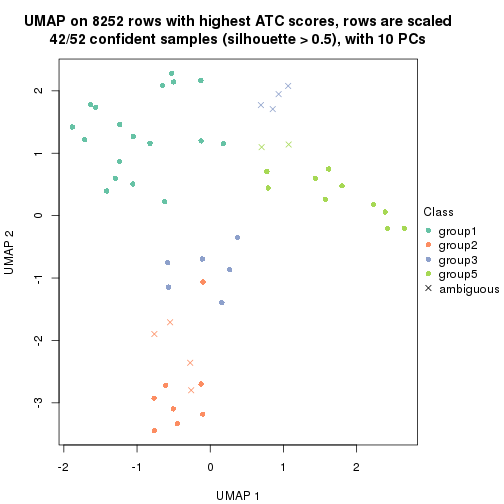 UMAP on 8252 rows with highest ATC scores, rows are scaled
42/52 confident samples (silhouette > 0.5), with 10 PCs
UMAP 2
2
1
0
-1
-2
-3
-2
-1
0
1
2
UMAP 1
Class
group1
group2
group3
group5
ambiguous